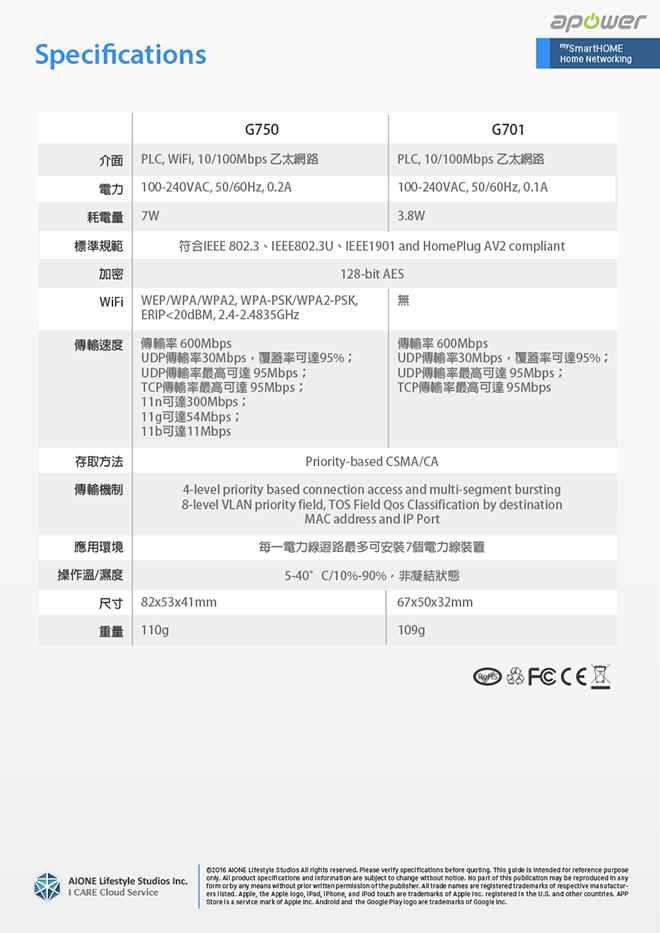 apower
Specifications
mySmartHOME
Home Networking
G750 G701
介面 PLC, WiFi, 10/100Mbps 乙太網路 PLC, 10/100Mbps 乙太網路
電力 100-240VAC, 50/60Hz, 0.2A 100-240VAC, 50/60Hz, 0.1A
耗電量 7W 3.8W
標準規範 符合IEEE 802.3、IEEE802.3U、IEEE1901 and HomePlug AV2 compliant
加密 128-bit AES
WiFi WEP/WPA/WPA2, WPA-PSK/WPA2-PSK, 無
ERIP<20dBM, 2.4-2.4835GHz
傳輸速度 傳輸率 600Mbps 傳輸率 600Mbps
UDP傳輸率30Mbps，覆蓋率可達95%； UDP傳輸率30Mbps，覆蓋率可達95%；
UDP傳輸率最高可達 95Mbps； UDP傳輸率最高可達 95Mbps；
TCP傳輸率最高可達 95Mbps； TCP傳輸率最高可達 95Mbps
11n可達300Mbps；
11g可達54Mbps；
11b可達11Mbps
存取方法 Priority-based CSMA/CA
傳輸機制 4-level priority based connection access and multi-segment bursting
8-level VLAN priority field, TOS Field Qos Classification by destination
MAC address and IP Port
應用環境 每一電力線迴路最多可安裝7個電力線裝置
操作溫/濕度 5-40° C/10%-90%，非凝結狀態
尺寸 82x53x41mm 67x50x32mm
重量 110g 109g
RoHS FC CE
AIONE Lifestyle Studios Inc.
I CARE Cloud Service
©2016 AIONE Lifestyle Studios All rights reserved. Please verify specifications before quoting. This guide is intended for reference purpose
only. All product specifications and information are subject to change without notice. No part of this publication may be reproduced in any
form or by any means without prior written permission of the publisher. All trade names are registered trademarks of respective manufactur-
ers listed. Apple, the Apple logo, iPad, iPhone, and iPod touch are trademarks of Apple Inc. registered in the U.S. and other countries. APP
Store is a service mark of Apple Inc. Android and the Google Play logo are trademarks of Google Inc.